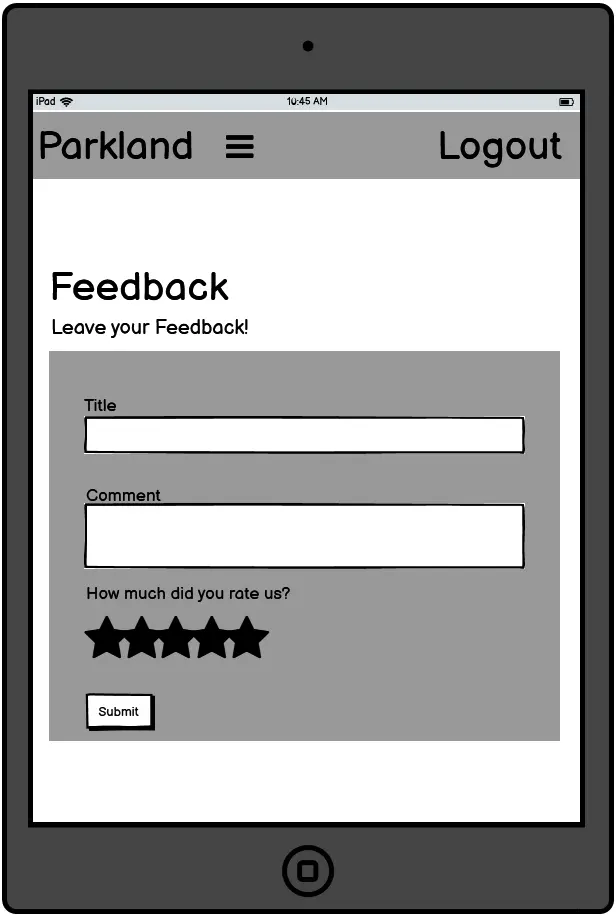 iPad 10:45 AM
Parkland Logout
Feedback
Leave your Feedback!
Title
Comment
How much did you rate us?
Submit